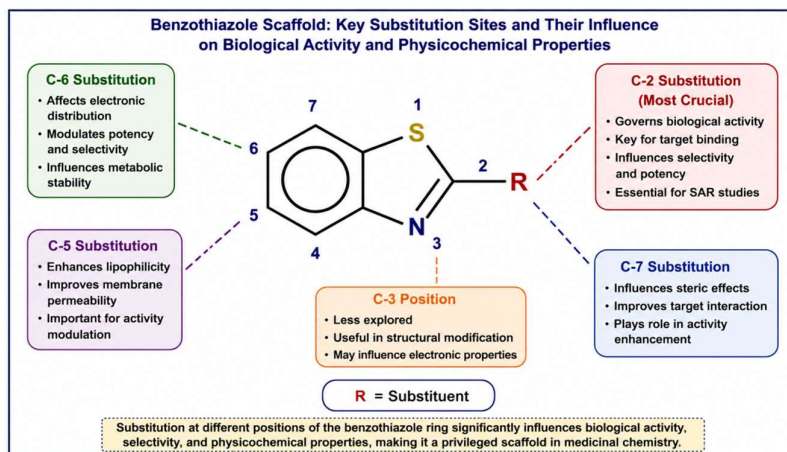 Benzothiazole Scaffold: Key Substitution Sites and Their Influence
on Biological Activity and Physicochemical Properties
C-6 Substitution
• Affects electronic
distribution
• Modulates potency
and selectivity
• Influences metabolic
stability
C-5 Substitution
• Enhances lipophilicity
• Improves membrane
permeability
• Important for activity
modulation
7
1
6
S
2
R
5
N
4
3
C-3 Position
• Less explored
• Useful in structural modification
• May influence electronic properties
C-2 Substitution
(Most Crucial)
• Governs biological activity
• Key for target binding
• Influences selectivity
and potency
• Essential for SAR studies
C-7 Substitution
• Influences steric effects
• Improves target interaction
• Plays role in activity
enhancement
R = Substituent
Substitution at different positions of the benzothiazole ring significantly influences biological activity,
selectivity, and physicochemical properties, making it a privileged scaffold in medicinal chemistry.